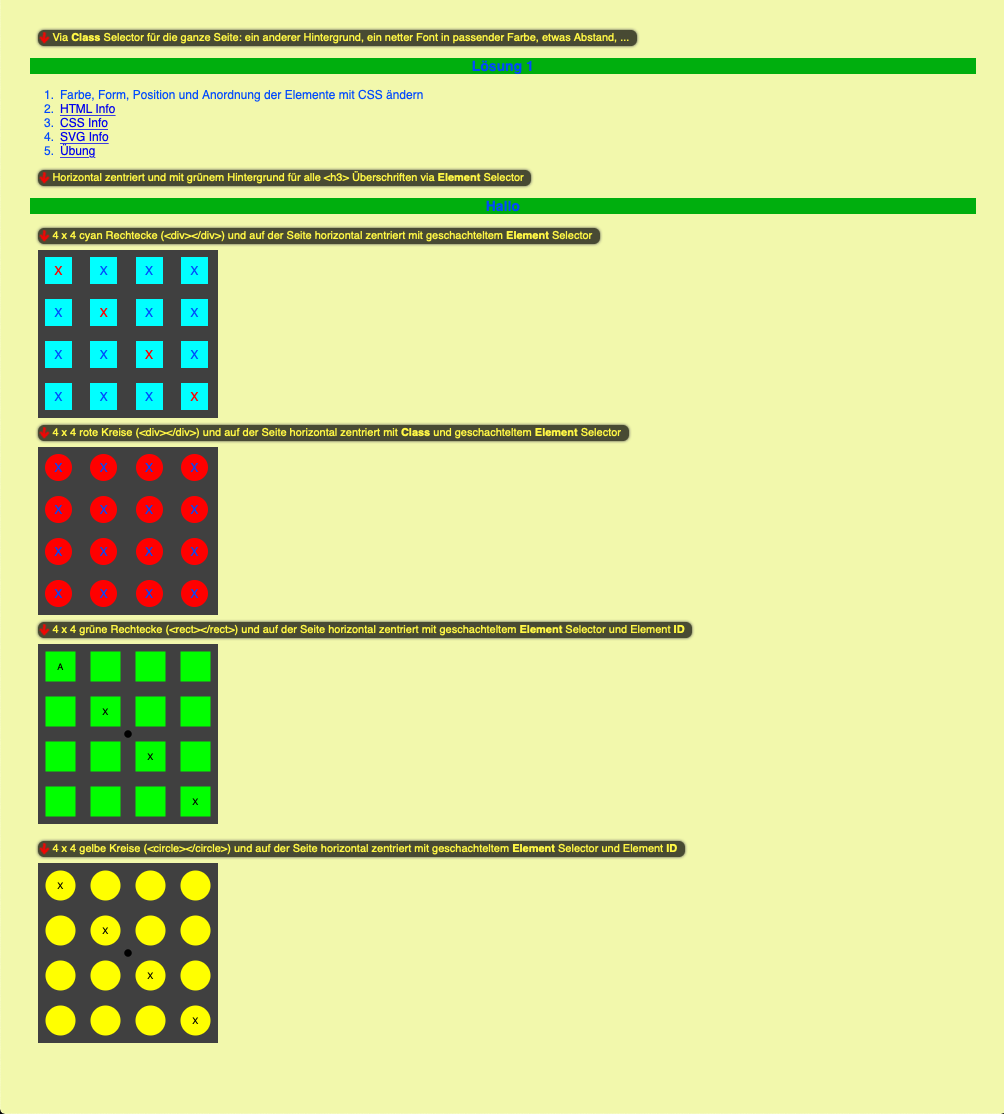 Via Class Selector für die ganze Seite: ein anderer Hintergrund, ein netter Font in passender Farbe, etwas Abstand, ...
Lösung 1
1. Farbe, Form, Position und Anordnung der Elemente mit CSS ändern
2. HTML Info
3. CSS Info
4. SVG Info
5. Übung
Horizontal zentriert und mit grünem Hintergrund für alle <h3> Überschriften via Element Selector
Hallo
4 x 4 cyan Rechtecke (<div></div>) und auf der Seite horizontal zentriert mit geschachteltem Element Selector
X X X X
X X X X
X X X X
X X X X
4 x 4 rote Kreise (<div></div>) und auf der Seite horizontal zentriert mit Class und geschachteltem Element Selector
X X X X
X X X X
X X X X
X X X X
4 x 4 grüne Rechtecke (<rect></rect>) und auf der Seite horizontal zentriert mit geschachteltem Element Selector und Element ID
A
X
X
X
4 x 4 gelbe Kreise (<circle></circle>) und auf der Seite horizontal zentriert mit geschachteltem Element Selector und Element ID
X
X
X
X